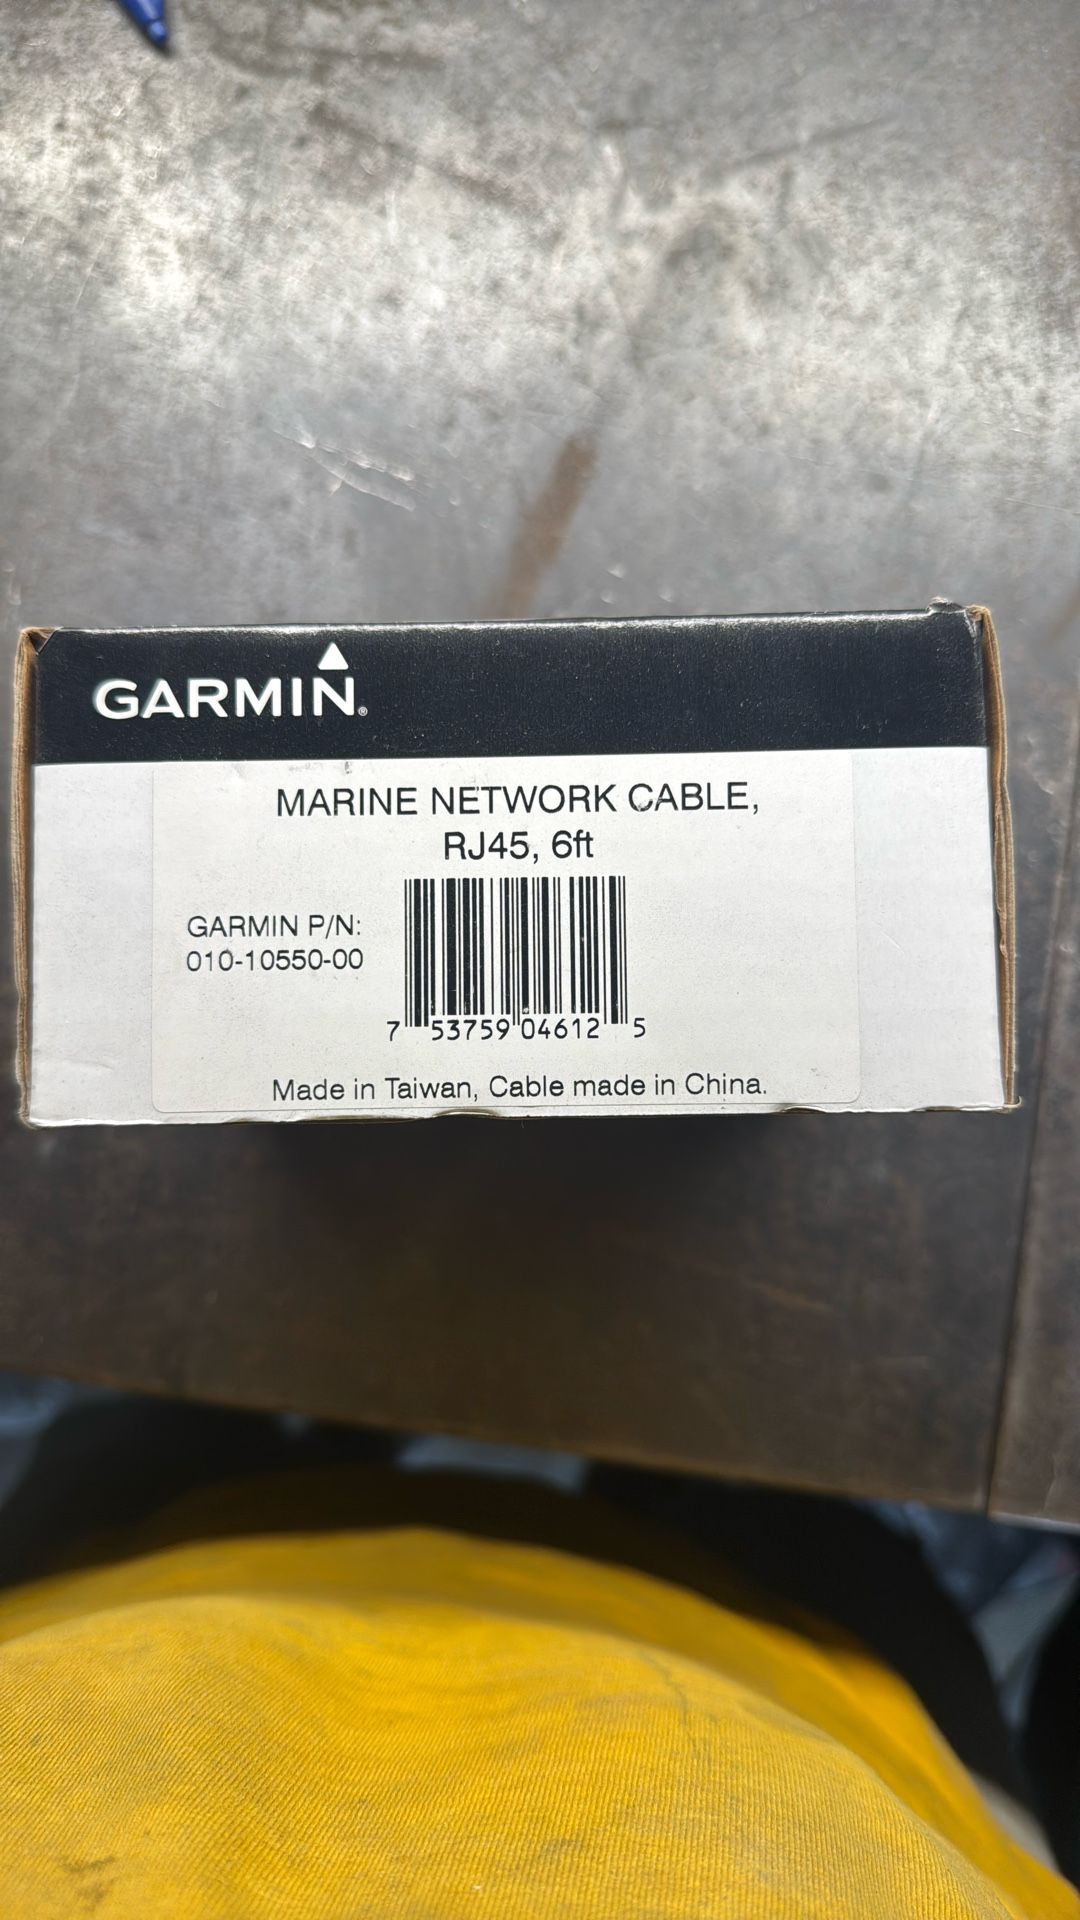 GARMIN®
MARINE NETWORK CABLE,
RJ45, 6ft
GARMIN P/N:
010-10550-00
7 53759 04612 5
Made in Taiwan, Cable made in China.